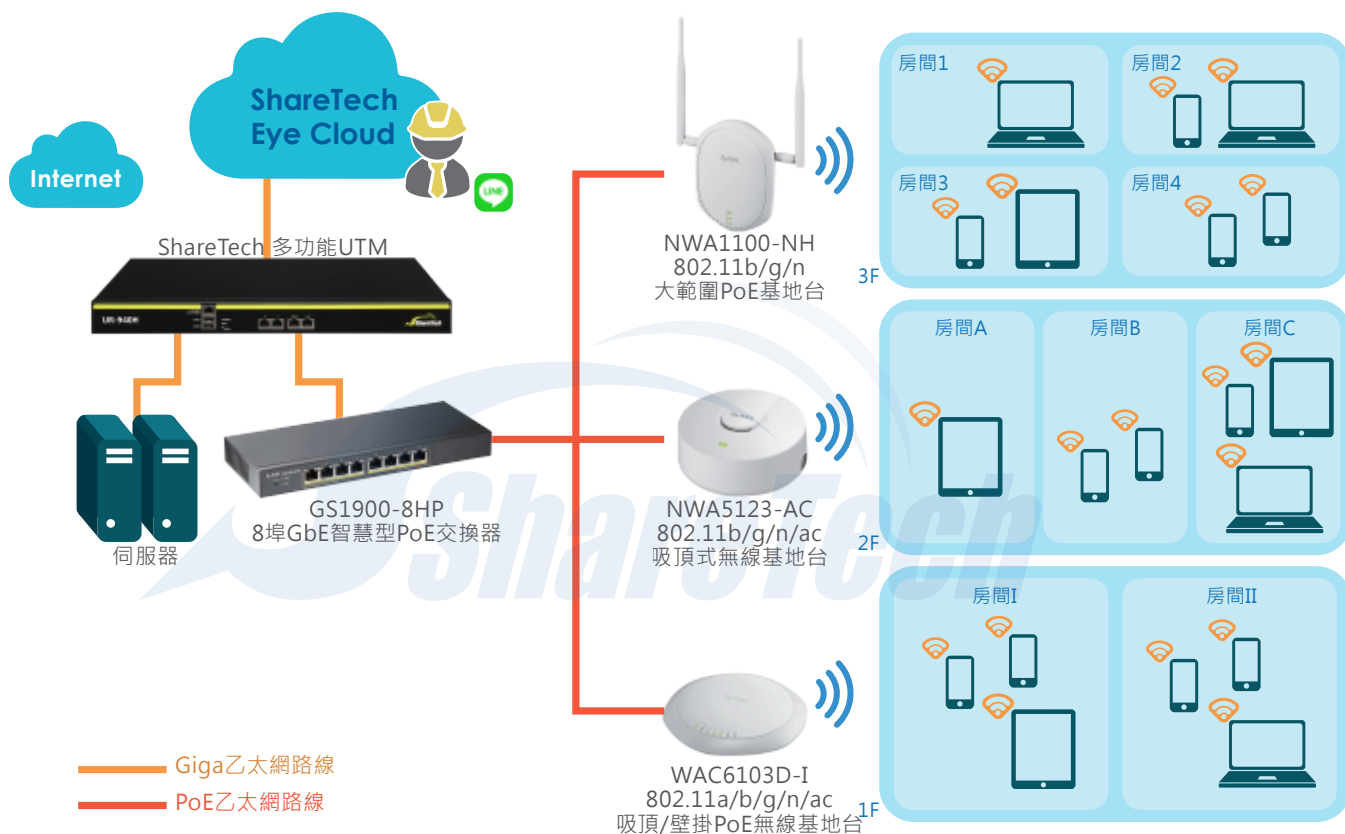 ShareTech
Eye Cloud
Internet
LINE
ShareTech 多功能UTM
ShareTech
伺服器
GS1900-8HP
8埠GbE智慧型PoE交換器
Giga乙太網路線
PoE乙太網路線
NWA1100-NH
802.11b/g/n
大範圍PoE基地台
3F
房間1
房間2
房間3
房間4
NWA5123-AC
802.11b/g/n/ac
吸頂式無線基地台
2F
房間A
房間B
房間C
ShareTech
WAC6103D-I
802.11a/b/g/n/ac
吸頂/壁掛PoE無線基地台
1F
房間I
房間II